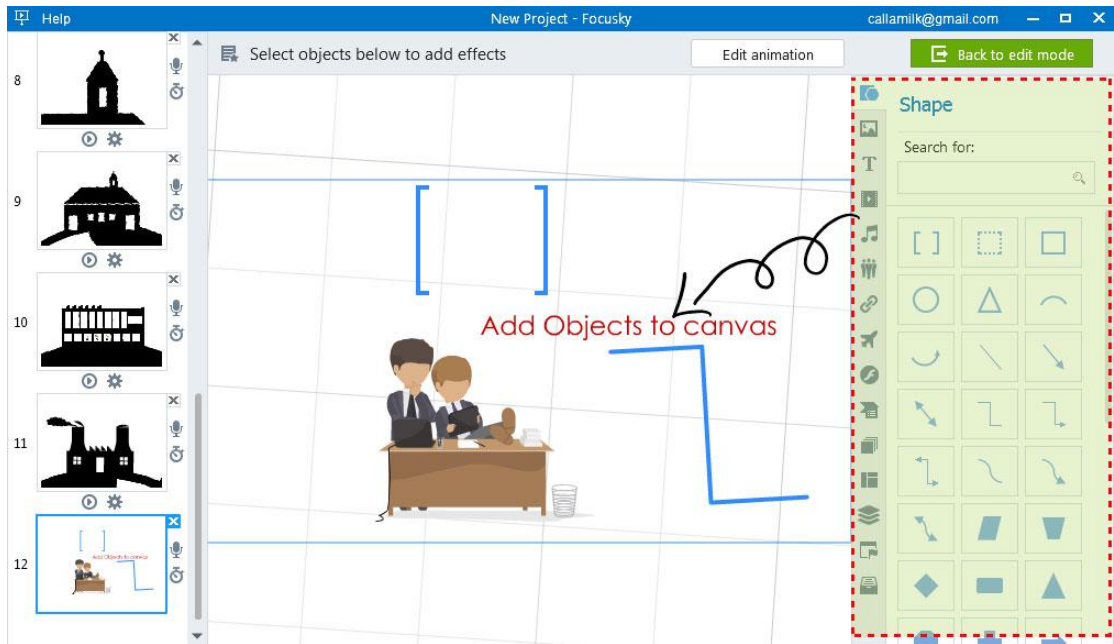 Help
New Project - Focusky
callamilk@gmail.com
Select objects below to add effects
Edit animation
Back to edit mode
8
9
10
11
12
Add Objects to canvas
Shape
Search for:
T
[ ]
Add Objects to canvas